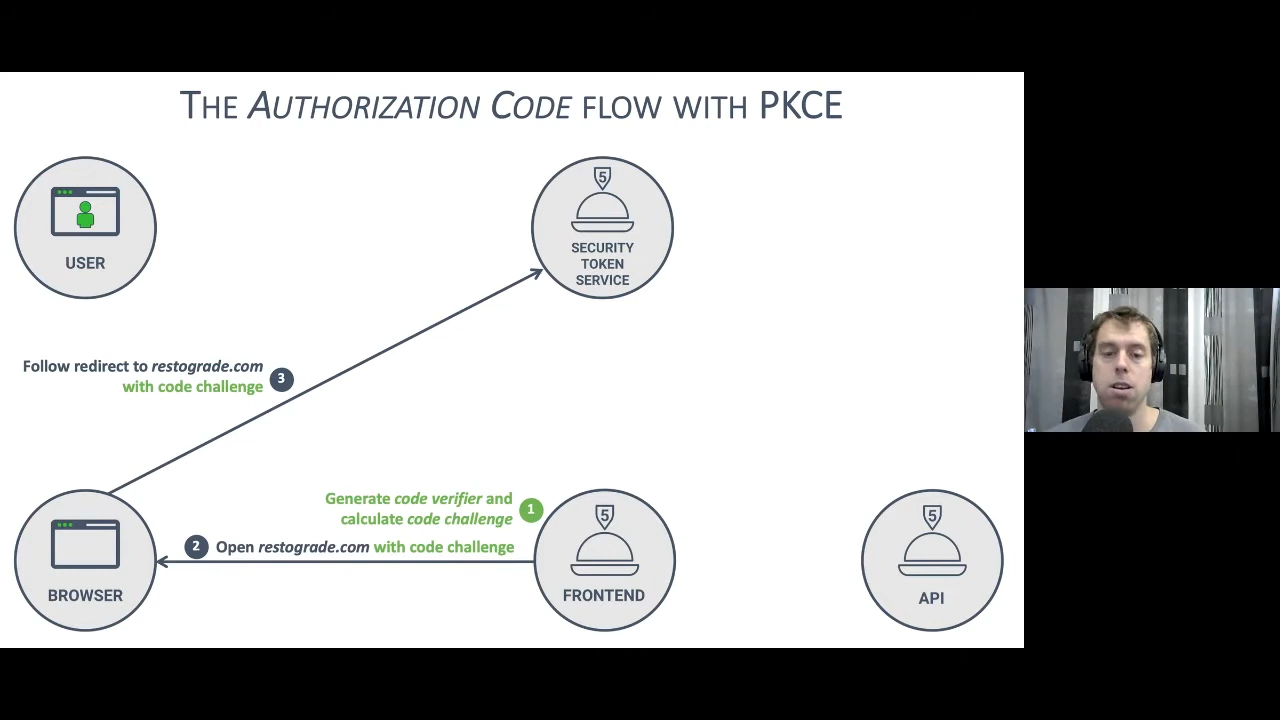 THE AUTHORIZATION CODE FLOW WITH PKCE
5
USER
SECURITY
TOKEN
SERVICE
Follow redirect to restograde.com
with code challenge
3
Generate code verifier and
calculate code challenge
1
2 Open restograde.com with code challenge
5
5
BROWSER
FRONTEND
API